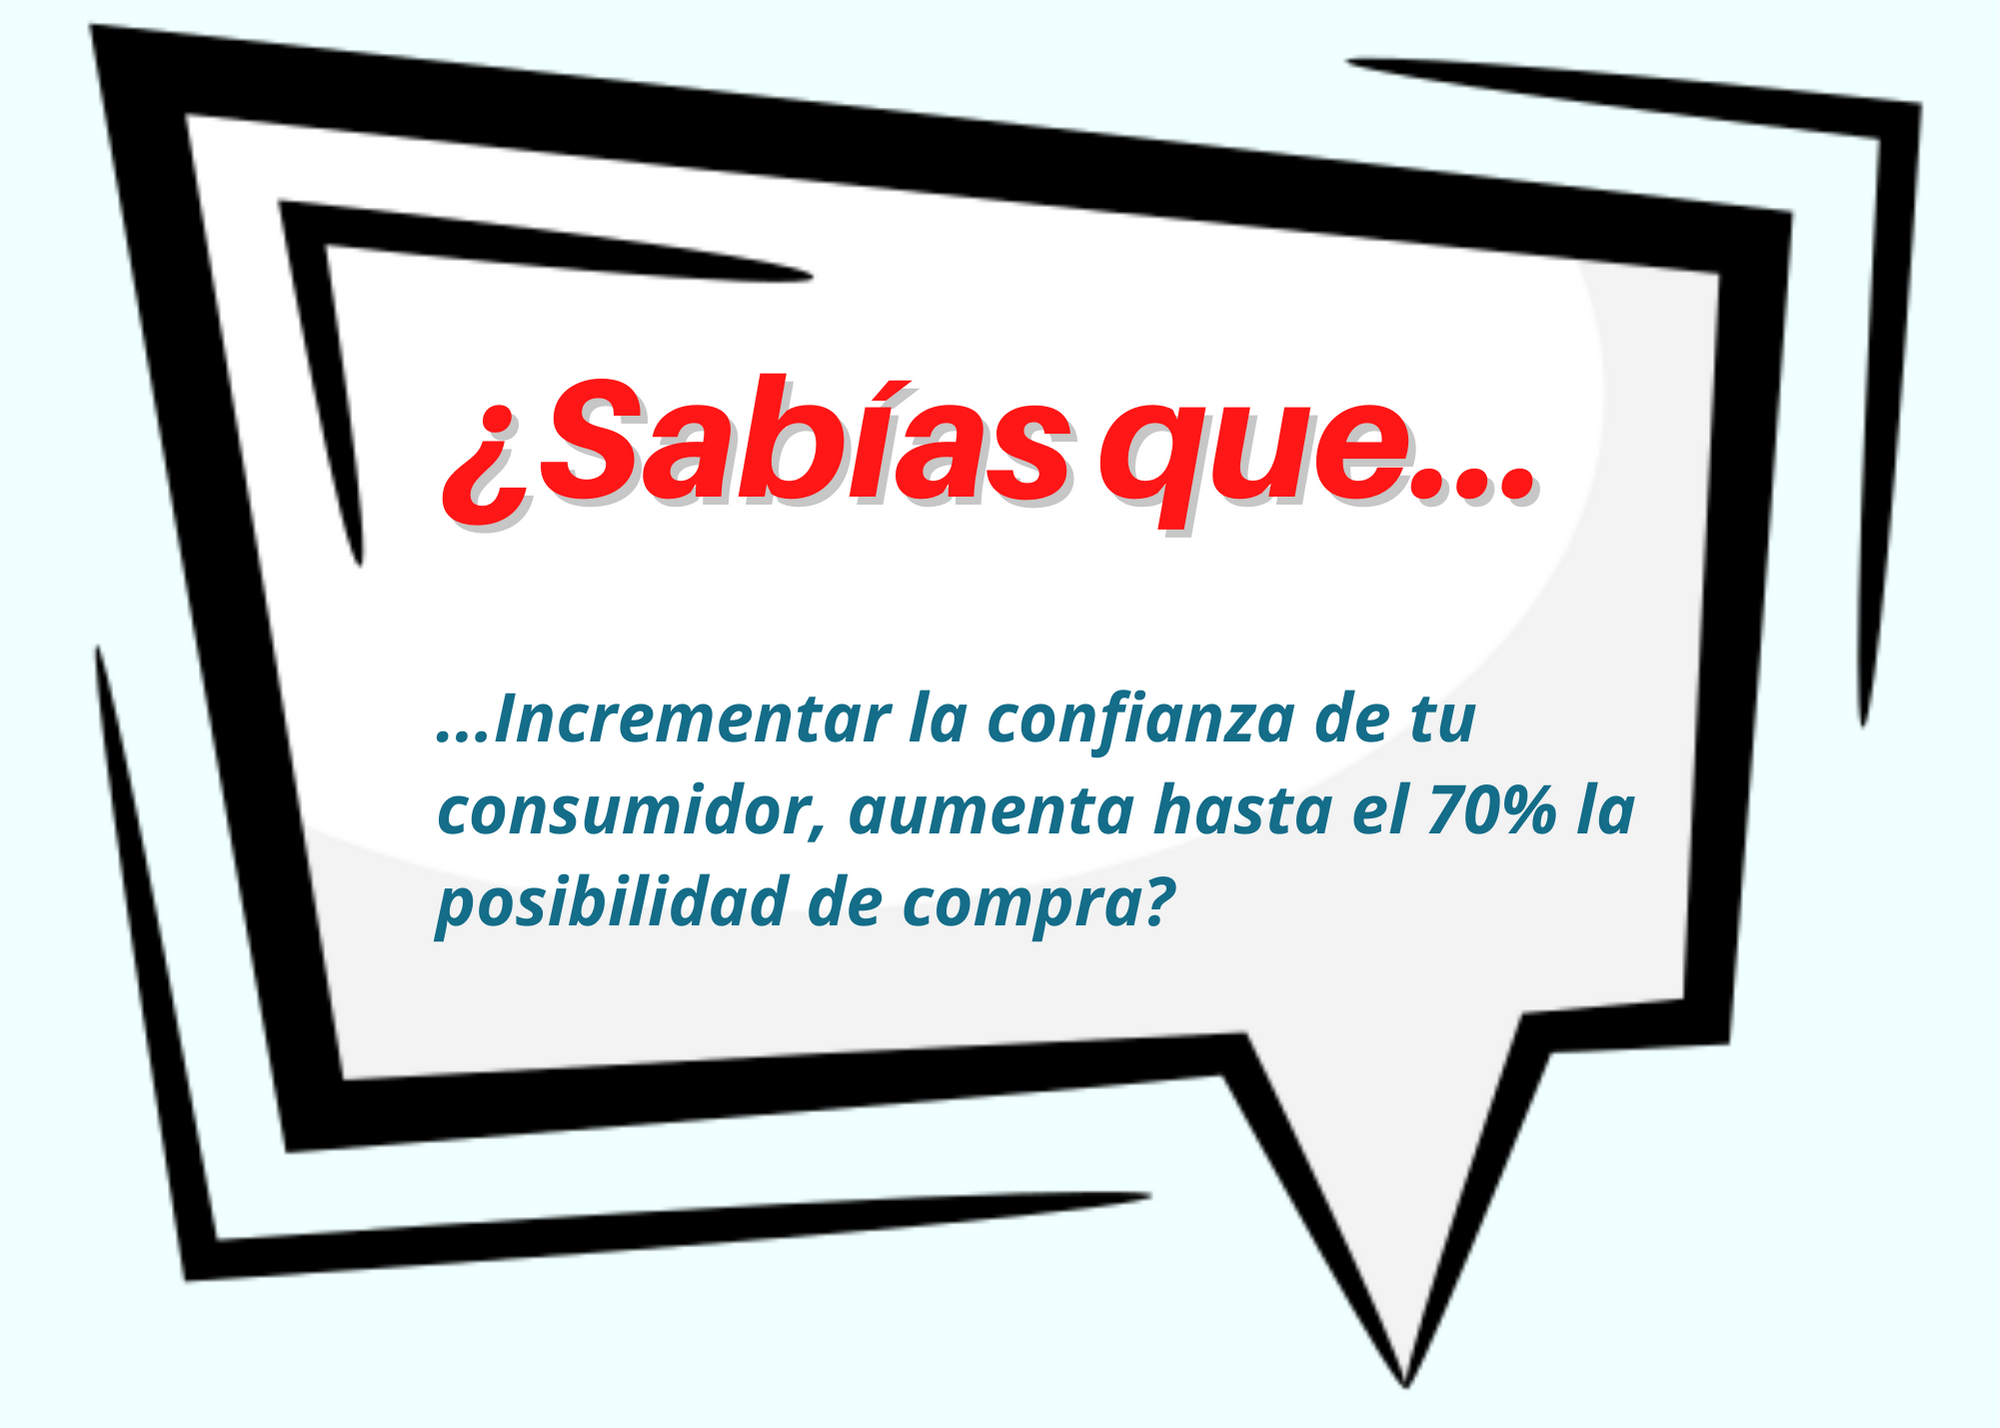 ¿Sabías que...
...Incrementar la confianza de tu
consumidor, aumenta hasta el 70% la
posibilidad de compra?